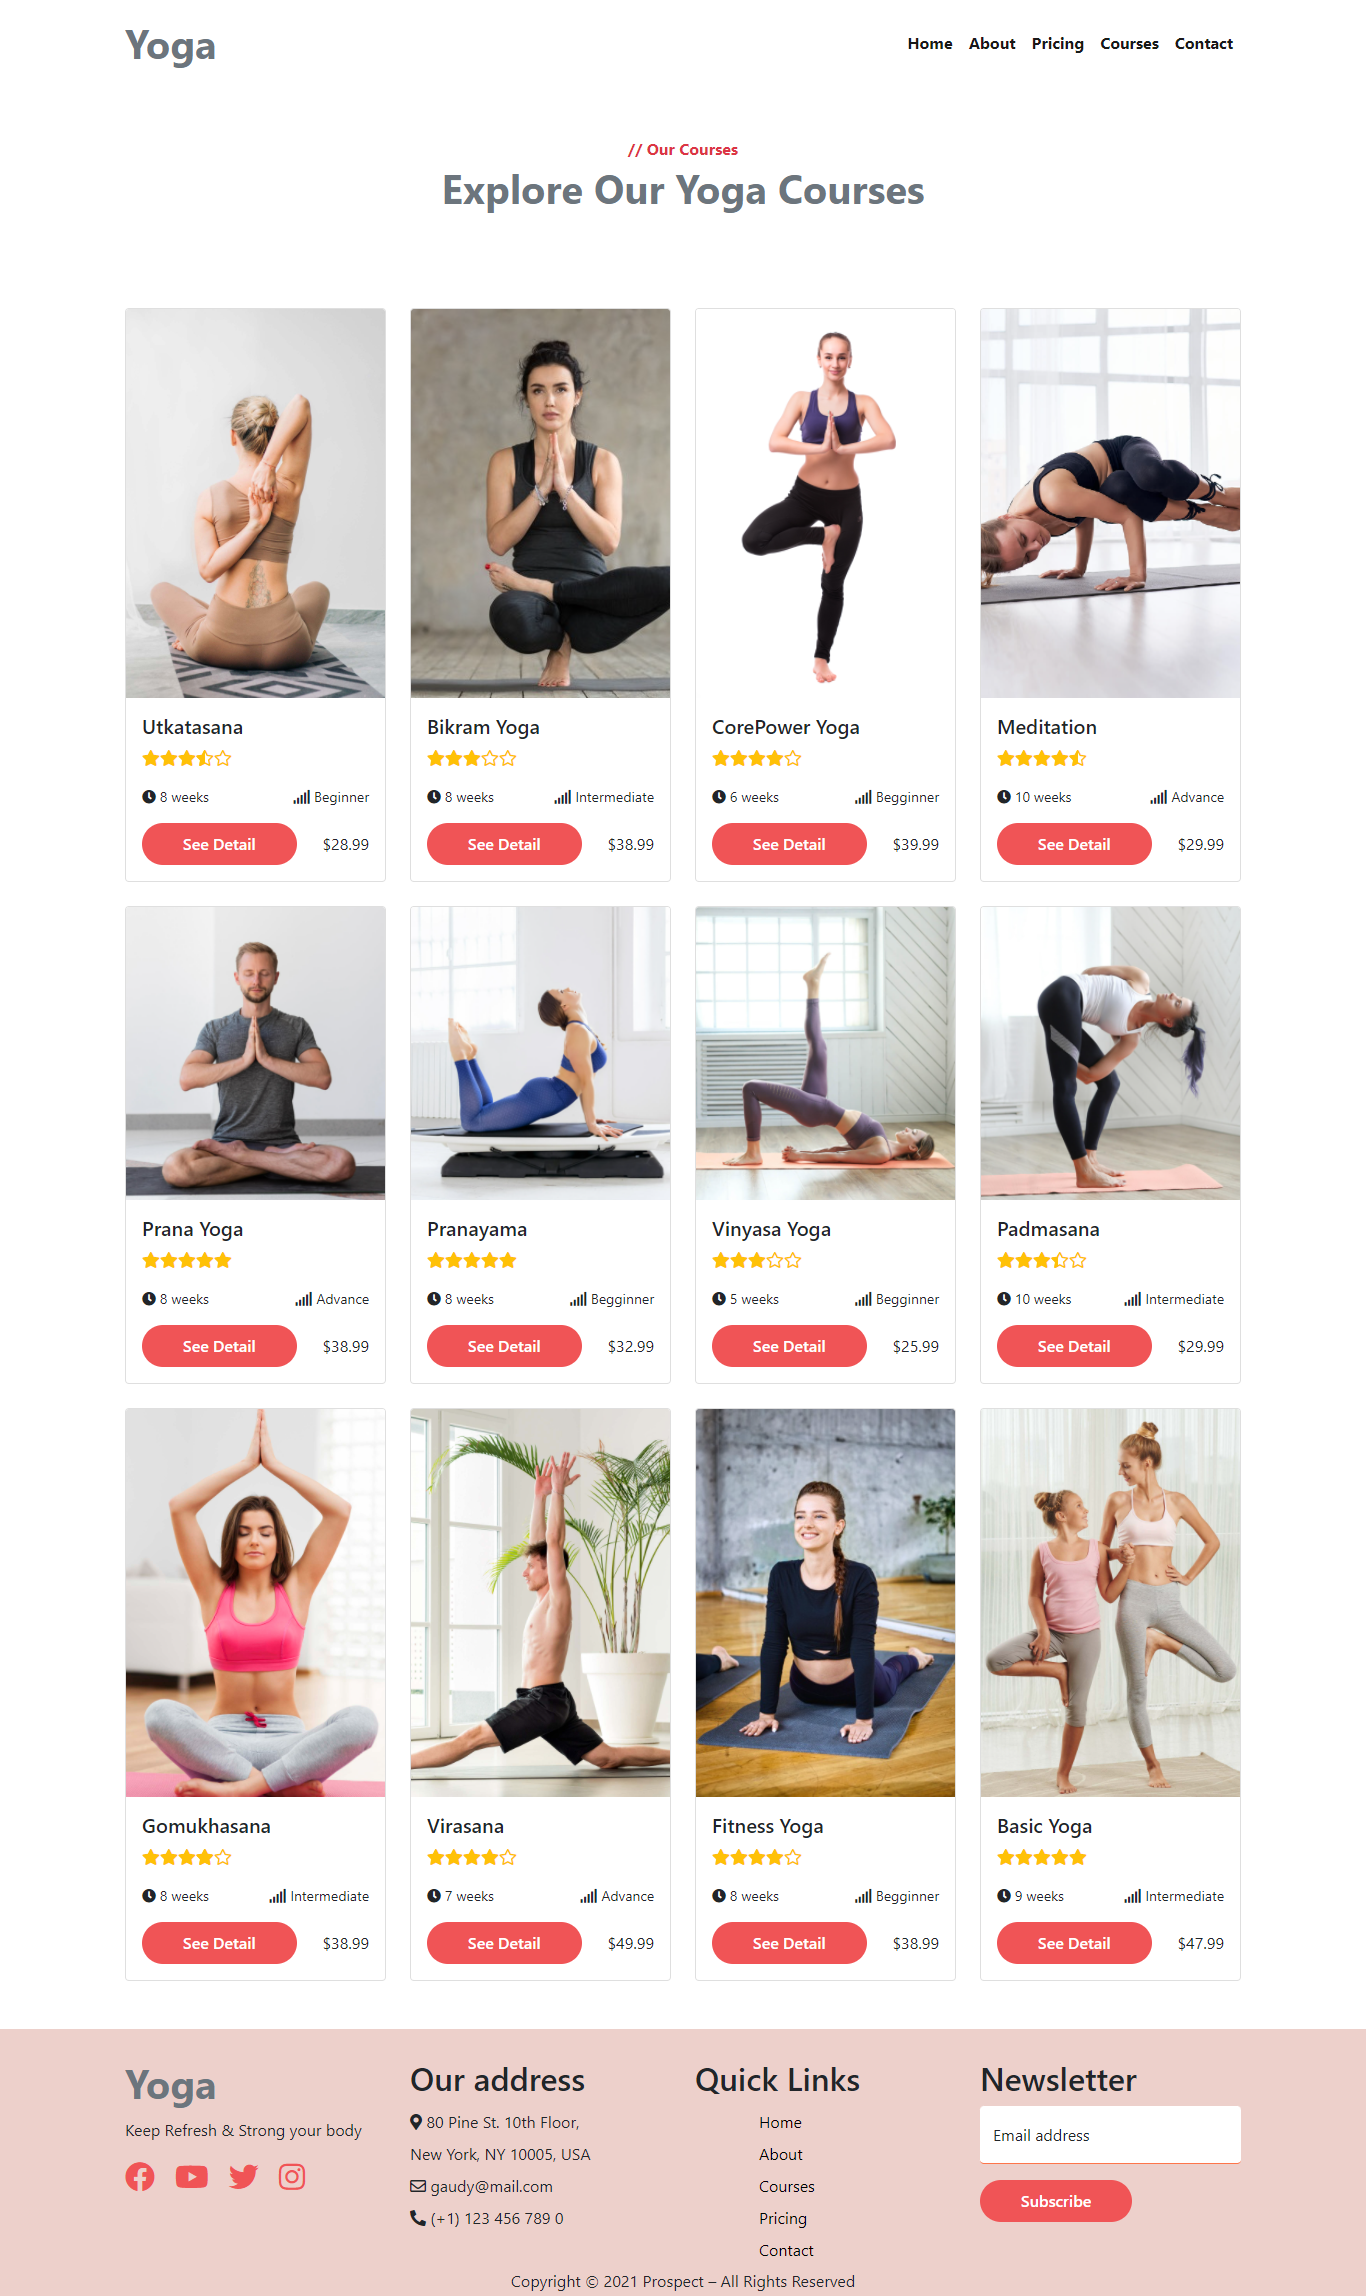 Yoga
Home About Pricing Courses Contact
// Our Courses
Explore Our Yoga Courses
Utkatasana
8 weeks Beginner
See Detail $28.99
Bikram Yoga
8 weeks Intermediate
See Detail $38.99
CorePower Yoga
6 weeks Begginner
See Detail $39.99
Meditation
10 weeks Advance
See Detail $29.99
Prana Yoga
8 weeks Advance
See Detail $38.99
Pranayama
8 weeks Begginner
See Detail $32.99
Vinyasa Yoga
5 weeks Begginner
See Detail $25.99
Padmasana
10 weeks Intermediate
See Detail $29.99
Gomukhasana
8 weeks Intermediate
See Detail $38.99
Virasana
7 weeks Advance
See Detail $49.99
Fitness Yoga
8 weeks Begginner
See Detail $38.99
Basic Yoga
9 weeks Intermediate
See Detail $47.99
Yoga
Keep Refresh & Strong your body
Our address
80 Pine St. 10th Floor,
New York, NY 10005, USA
gaudy@mail.com
(+1) 123 456 789 0
Quick Links
Home
About
Courses
Pricing
Contact
Newsletter
Email address
Subscribe
Copyright © 2021 Prospect – All Rights Reserved